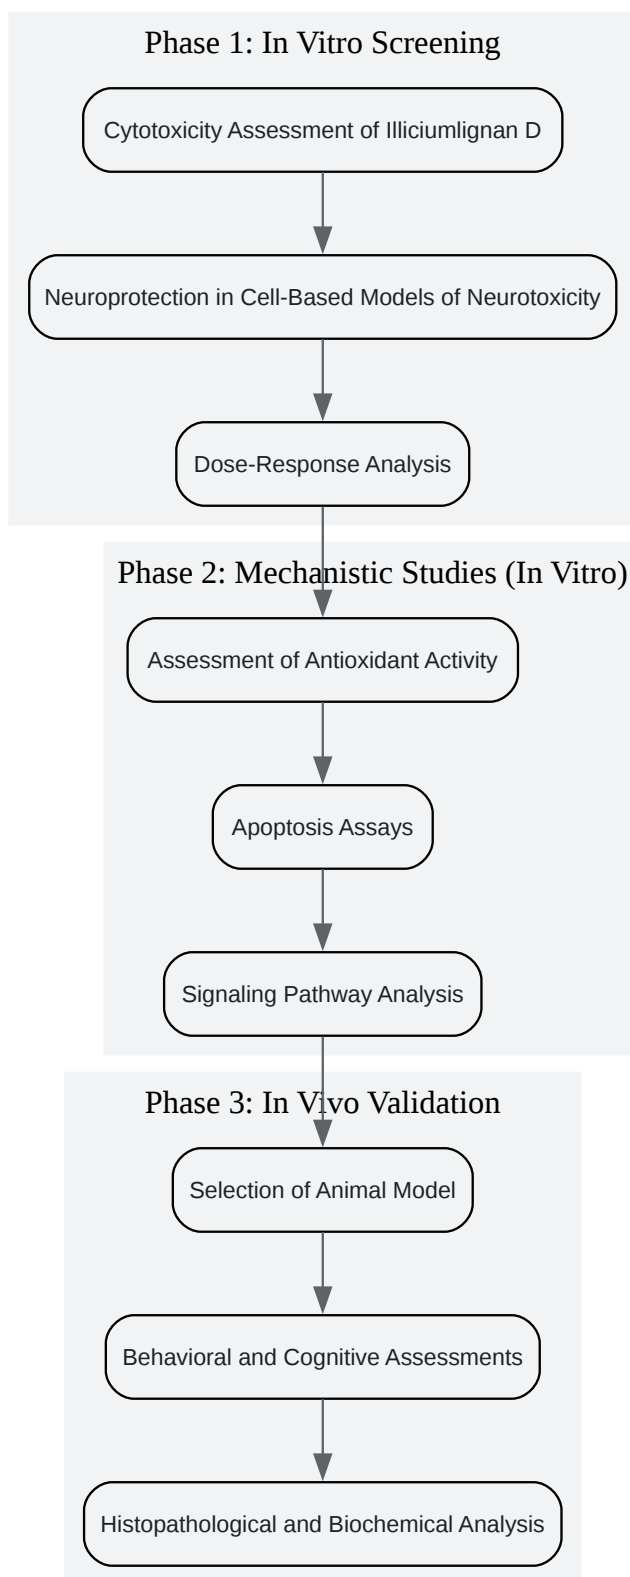 Phase 1: In Vitro Screening
Cytotoxicity Assessment of Illiciumlignan D
Neuroprotection in Cell-Based Models of Neurotoxicity
Dose-Response Analysis
Phase 2: Mechanistic Studies (In Vitro)
Assessment of Antioxidant Activity
Apoptosis Assays
Signaling Pathway Analysis
Phase 3: In Vivo Validation
Selection of Animal Model
Behavioral and Cognitive Assessments
Histopathological and Biochemical Analysis